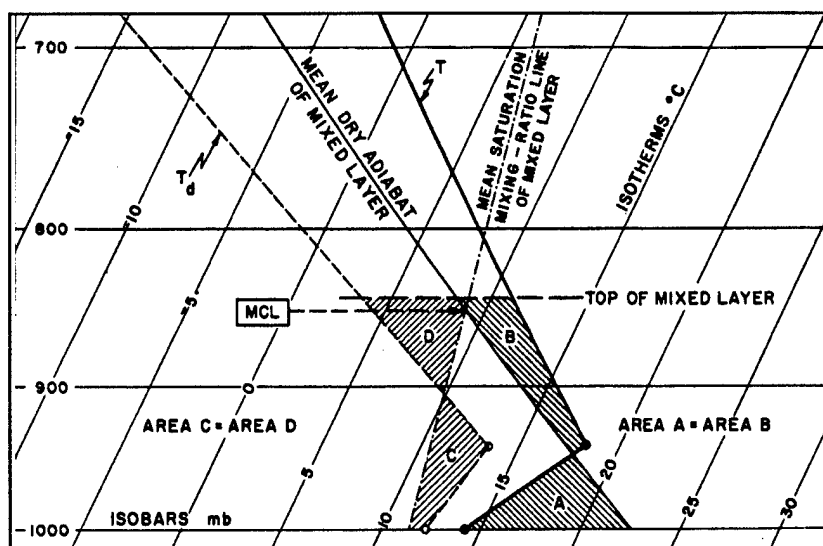 700
800
900
1000
=15
=10
=5
0
5
10
15
20
25
30
T
T d
MEAN DRY ADIABAT
OF MIXED LAYER
MEAN SATURATION
MIXING - RATIO LINE
OF MIXED LAYER
ISOTHERMS °C
TOP OF MIXED LAYER
MCL
D
B
AREA C = AREA D
AREA A = AREA B
C
A
ISOBARS mb